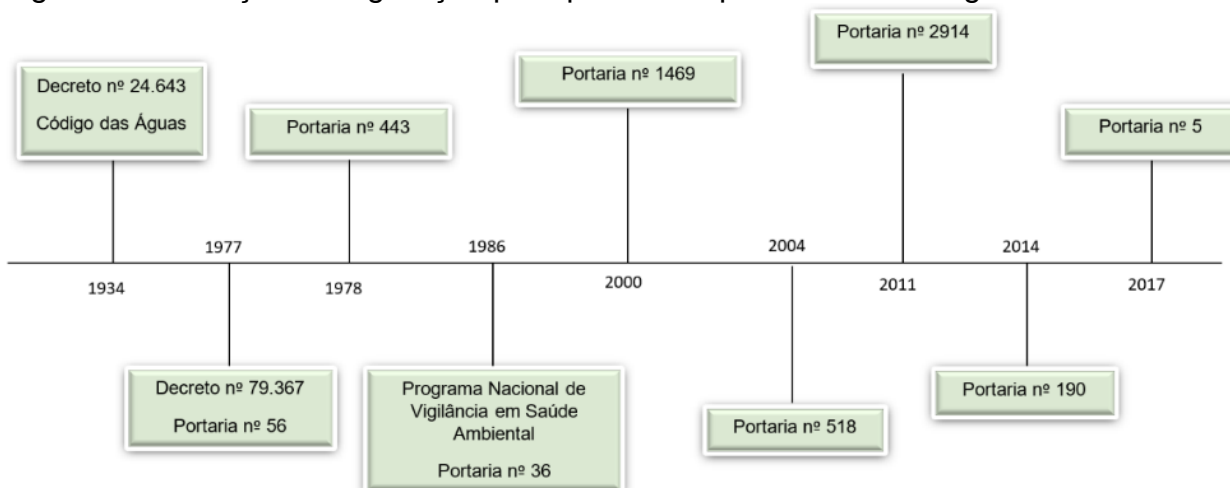 Portaria nº 2914
Portaria nº 1469
Decreto nº 24.643
Código das Águas
Portaria nº 443
Portaria nº 5
1977
1986
2004
2014
1934
1978
2000
2011
2017
Decreto nº 79.367
Portaria nº 56
Programa Nacional de
Vigilância em Saúde
Ambiental
Portaria nº 36
Portaria nº 518
Portaria nº 190